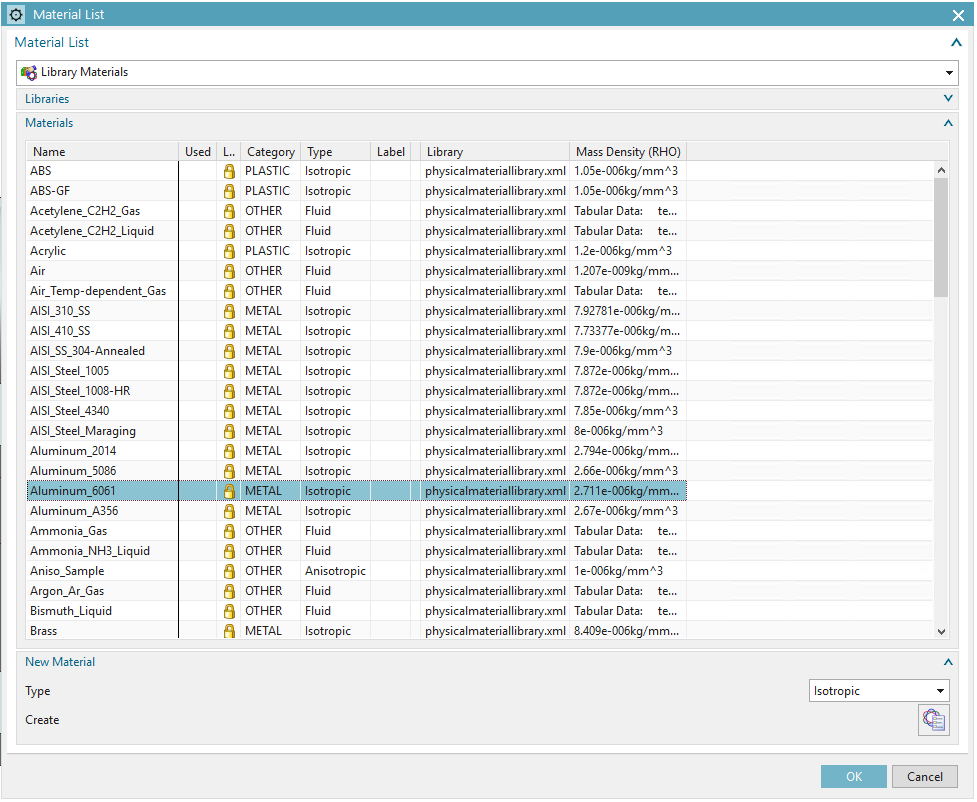 Material List
Material List
Library Materials
Libraries
Materials
Name Used L.. Category Type Label Library Mass Density (RHO)
ABS PLASTIC Isotropic physicalmateriallibrary.xml 1.05e-006kg/mm^3
ABS-GF PLASTIC Isotropic physicalmateriallibrary.xml 1.05e-006kg/mm^3
Acetylene_C2H2_Gas OTHER Fluid physicalmateriallibrary.xml Tabular Data: te...
Acetylene_C2H2_Liquid OTHER Fluid physicalmateriallibrary.xml Tabular Data: te...
Acrylic PLASTIC Isotropic physicalmateriallibrary.xml 1.2e-006kg/mm^3
Air OTHER Fluid physicalmateriallibrary.xml 1.207e-009kg/mm...
Air_Temp-dependent_Gas OTHER Fluid physicalmateriallibrary.xml Tabular Data: te...
AISI_310_SS METAL Isotropic physicalmateriallibrary.xml 7.92781e-006kg/m...
AISI_410_SS METAL Isotropic physicalmateriallibrary.xml 7.73377e-006kg/m...
AISI_SS_304-Annealed METAL Isotropic physicalmateriallibrary.xml 7.9e-006kg/mm^3
AISI_Steel_1005 METAL Isotropic physicalmateriallibrary.xml 7.872e-006kg/mm...
AISI_Steel_1008-HR METAL Isotropic physicalmateriallibrary.xml 7.872e-006kg/mm...
AISI_Steel_4340 METAL Isotropic physicalmateriallibrary.xml 7.85e-006kg/mm^3
AISI_Steel_Maraging METAL Isotropic physicalmateriallibrary.xml 8e-006kg/mm^3
Aluminum_2014 METAL Isotropic physicalmateriallibrary.xml 2.794e-006kg/mm...
Aluminum_5086 METAL Isotropic physicalmateriallibrary.xml 2.66e-006kg/mm^3
Aluminum_6061 METAL Isotropic physicalmateriallibrary.xml 2.711e-006kg/mm...
Aluminum_A356 METAL Isotropic physicalmateriallibrary.xml 2.67e-006kg/mm^3
Ammonia_Gas OTHER Fluid physicalmateriallibrary.xml Tabular Data: te...
Ammonia_NH3_Liquid OTHER Fluid physicalmateriallibrary.xml Tabular Data: te...
Aniso_Sample OTHER Anisotropic physicalmateriallibrary.xml 1e-006kg/mm^3
Argon_Ar_Gas OTHER Fluid physicalmateriallibrary.xml Tabular Data: te...
Bismuth_Liquid OTHER Fluid physicalmateriallibrary.xml Tabular Data: te...
Brass METAL Isotropic physicalmateriallibrary.xml 8.409e-006kg/mm...
New Material
Type Isotropic
Create
OK Cancel